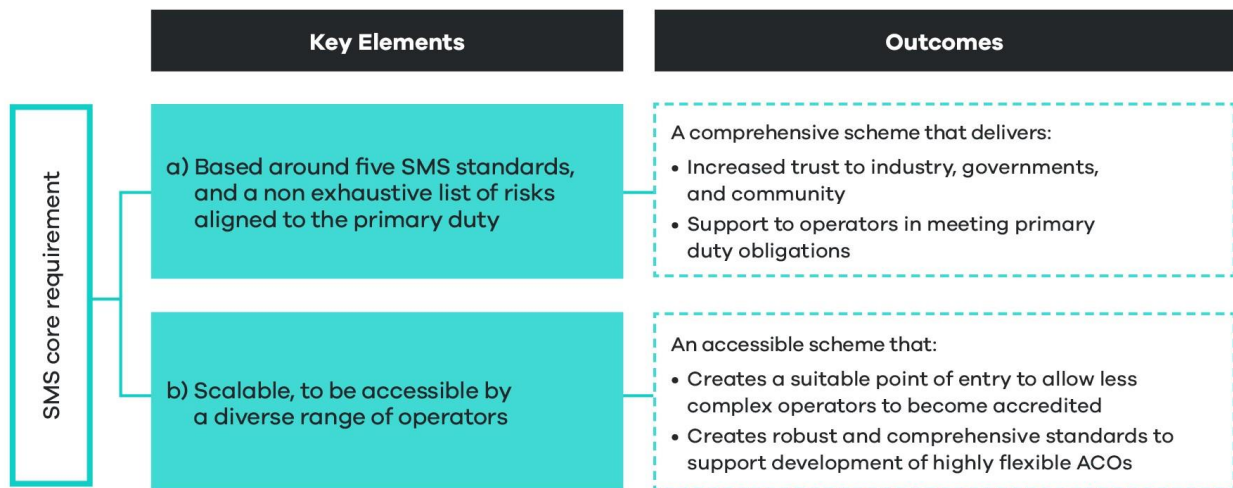 Key Elements
Outcomes
SMS core requirement
a) Based around five SMS standards,
and a non exhaustive list of risks
aligned to the primary duty
A comprehensive scheme that delivers:
• Increased trust to industry, governments,
and community
• Support to operators in meeting primary
duty obligations
b) Scalable, to be accessible by
a diverse range of operators
An accessible scheme that:
• Creates a suitable point of entry to allow less
complex operators to become accredited
• Creates robust and comprehensive standards to
support development of highly flexible ACOs